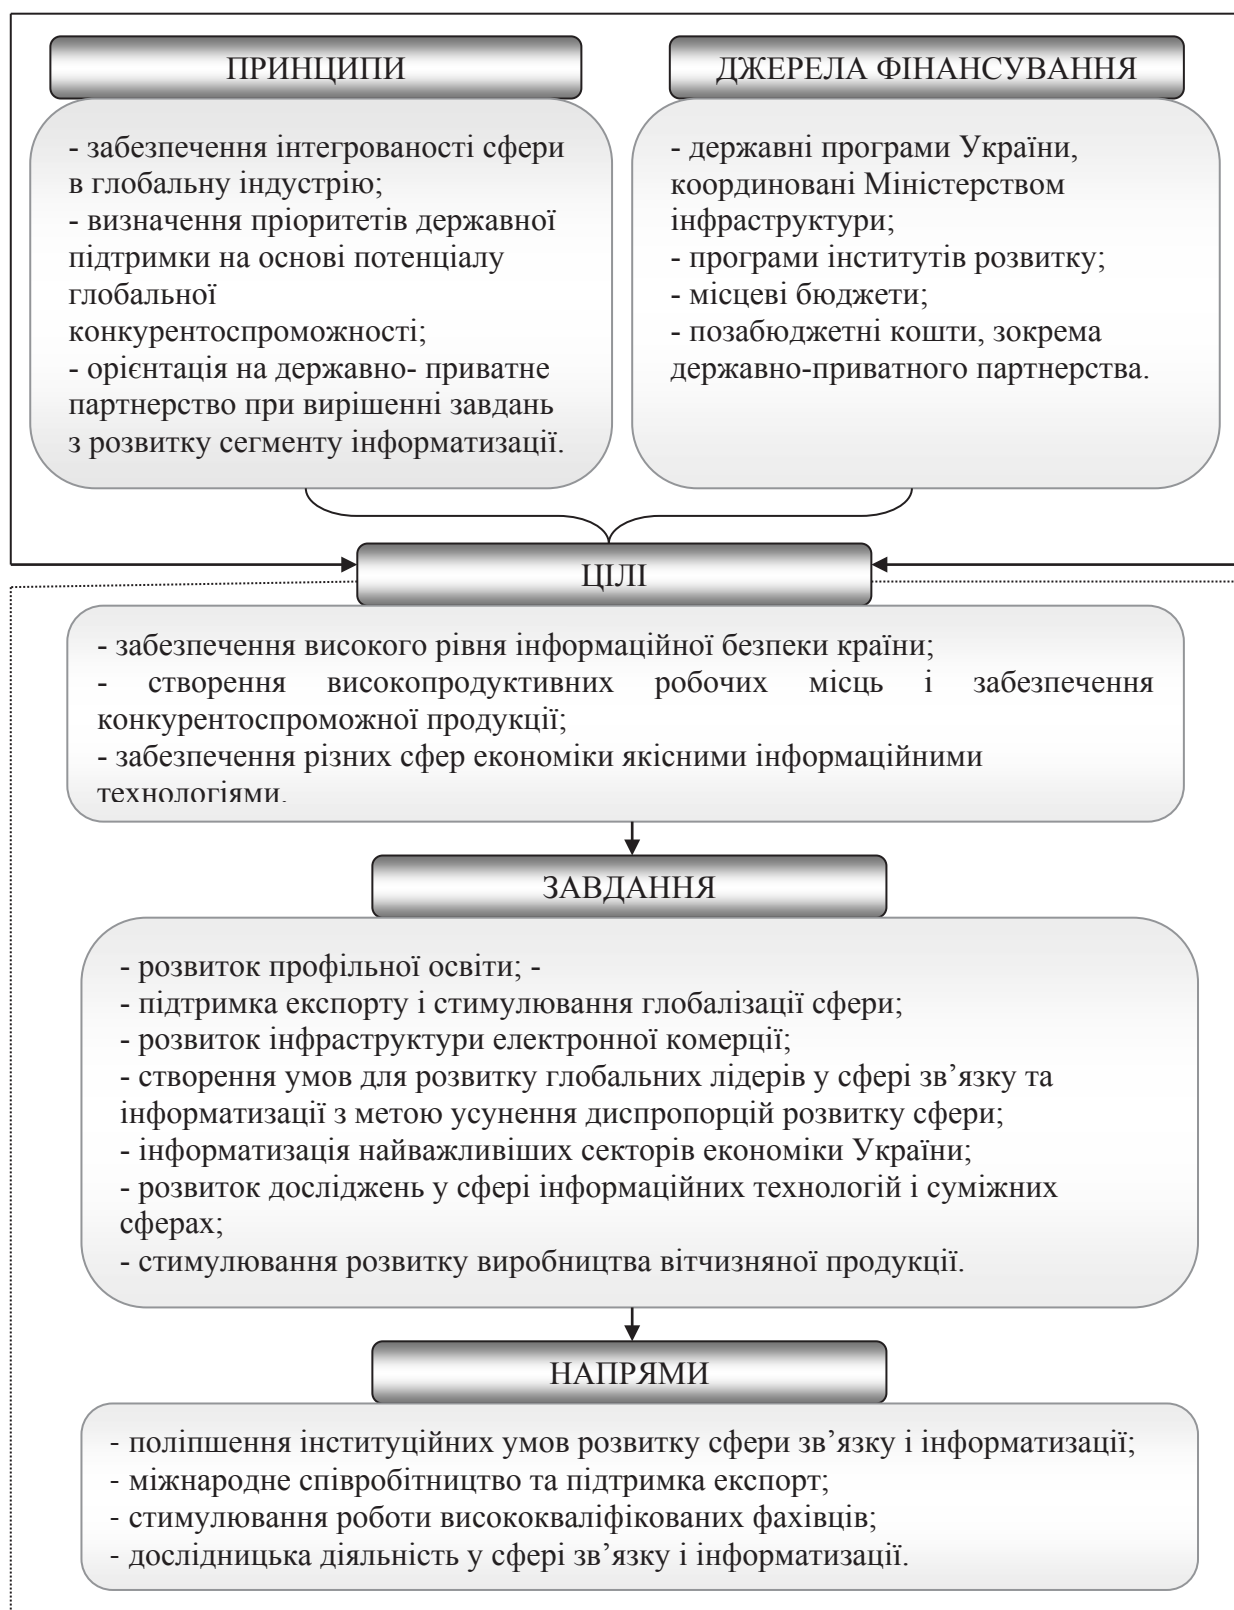 ПРИНЦИПИ
- забезпечення інтегрованості сфери
в глобальну індустрію;
- визначення пріоритетів державної
підтримки на основі потенціалу
глобальної
конкурентоспроможності;
- орієнтація на державно- приватне
партнерство при вирішенні завдань
з розвитку сегменту інформатизації.
ДЖЕРЕЛА ФІНАНСУВАННЯ
- державні програми України,
координовані Міністерством
інфраструктури;
- програми інститутів розвитку;
- місцеві бюджети;
- позабюджетні кошти, зокрема
державно-приватного партнерства.
ЦІЛІ
- забезпечення високого рівня інформаційної безпеки країни;
- створення високопродуктивних робочих місць і забезпечення
конкурентоспроможної продукції;
- забезпечення різних сфер економіки якісними інформаційними
технологіями.
ЗАВДАННЯ
- розвиток профільної освіти; -
- підтримка експорту і стимулювання глобалізації сфери;
- розвиток інфраструктури електронної комерції;
- створення умов для розвитку глобальних лідерів у сфері зв’язку та
інформатизації з метою усунення диспропорцій розвитку сфери;
- інформатизація найважливіших секторів економіки України;
- розвиток досліджень у сфері інформаційних технологій і суміжних
сферах;
- стимулювання розвитку виробництва вітчизняної продукції.
НАПРЯМИ
- поліпшення інституційних умов розвитку сфери зв’язку і інформатизації;
- міжнародне співробітництво та підтримка експорт;
- стимулювання роботи висококваліфікованих фахівців;
- дослідницька діяльність у сфері зв’язку і інформатизації.